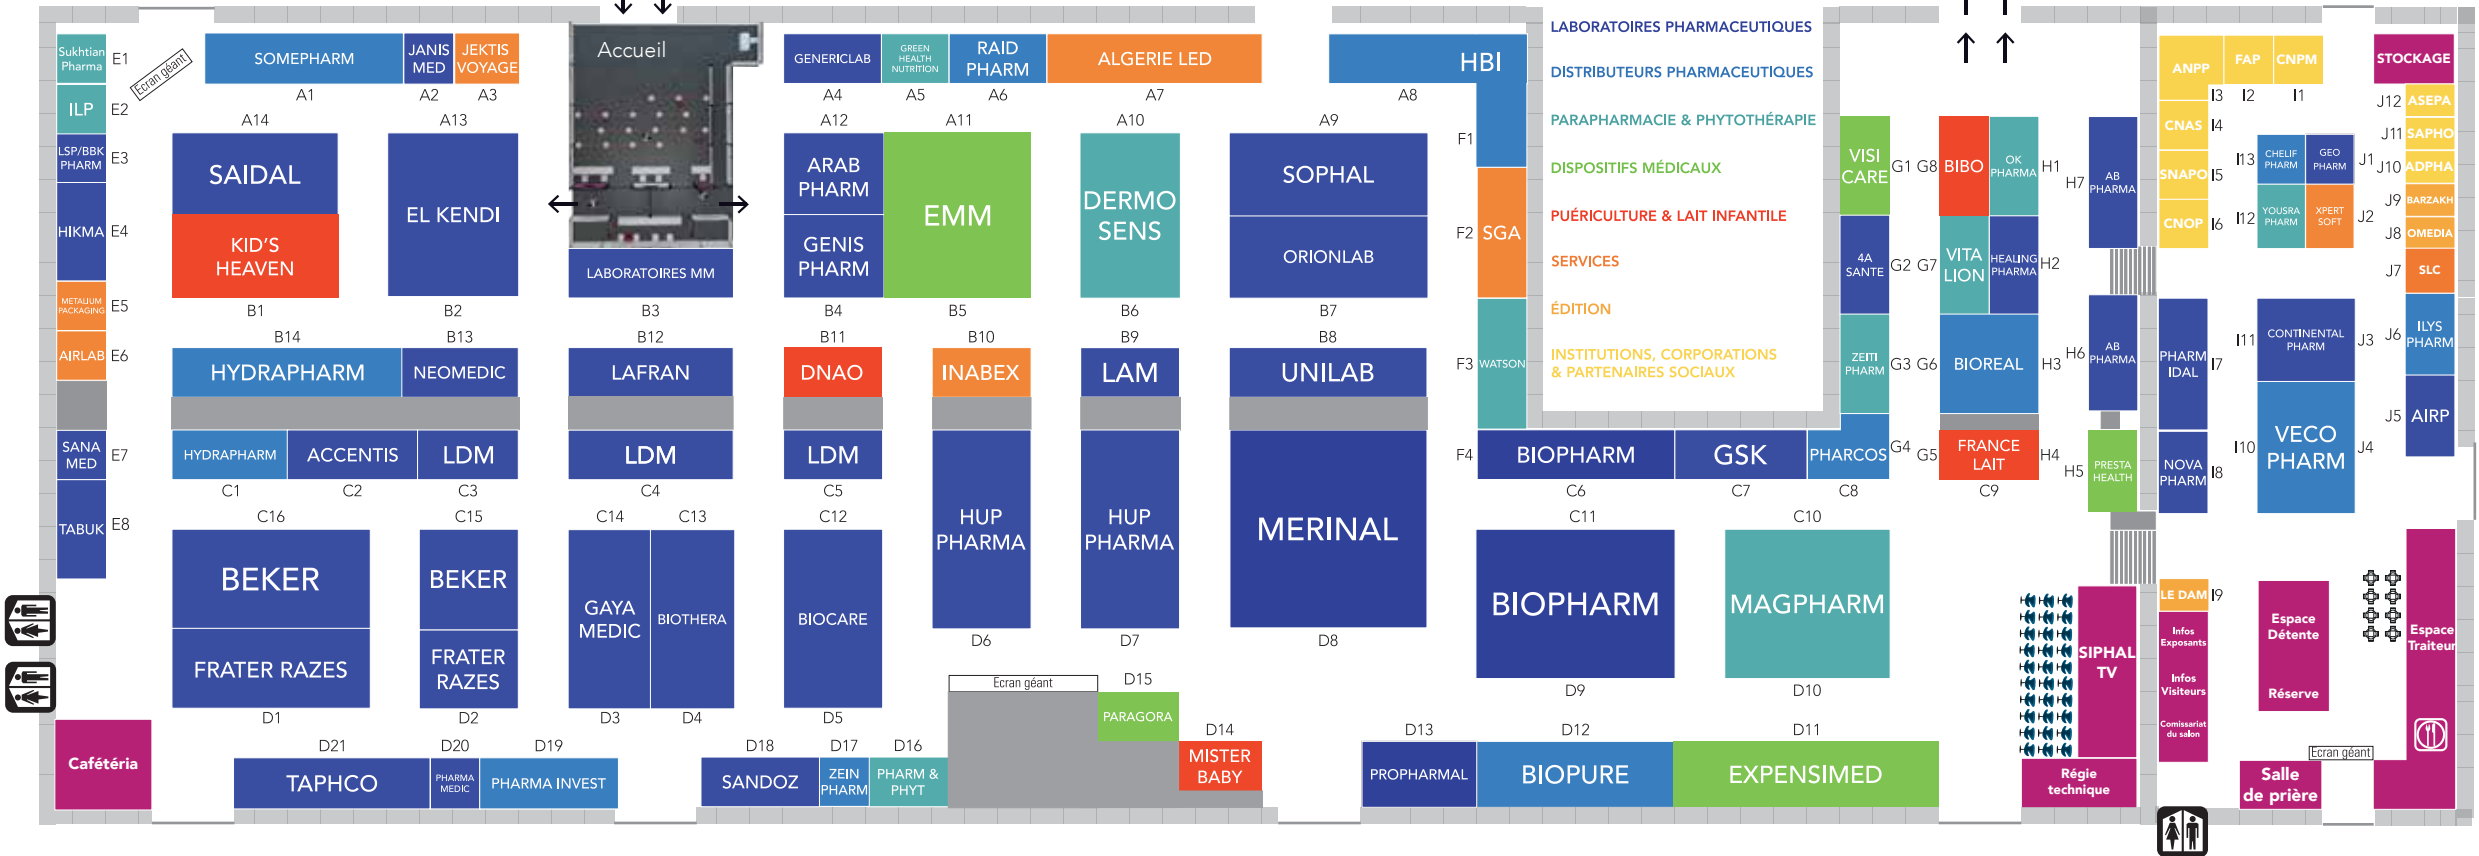 Sukhtian
Pharma
E1
Ecran géant
SOMEPHARM
A1
JANIS
MED
A2
JEKTIS
VOYAGE
A3
Accueil
GENERICLAB
A4
GREEN
HEALTH
NUTRITION
A5
RAID
PHARM
A6
ALGERIE LED
A7
HBI
A8
LABORATOIRES PHARMACEUTIQUES
DISTRIBUTEURS PHARMACEUTIQUES
PARAPHARMACIE & PHYTOTHÉRAPIE
DISPOSITIFS MÉDICAUX
PUÉRICULTURE & LAIT INFANTILE
SERVICES
ÉDITION
INSTITUTIONS, CORPORATIONS
& PARTENAIRES SOCIAUX
ANPP
I3
FAP
I2
CNPM
I1
STOCKAGE
ILP
E2
LSP/BBK
PHARM
E3
HIKMA
E4
METALIUM
PACKAGING
E5
AIRLAB
E6
SANA
MED
E7
TABUK
E8
A14
SAIDAL
KID'S
HEAVEN
B1
A13
EL KENDI
B2
LABORATOIRES MM
B3
A12
ARAB
PHARM
GENIS
PHARM
B4
A11
EMM
B5
A10
DERMO
SENS
B6
A9
SOPHAL
ORIONLAB
B7
F1
F2
SGA
F3
WATSON
F4
VISI
CARE
G1
4A
SANTE
G2
ZEITI
PHARM
G3
PHARCOS
G4
C8
G8
BIBO
G7
VITA
LION
G6
BIOREAL
H3
G5
FRANCE
LAIT
H4
C9
OK
PHARMA
H1
HEALING
PHARMA
H2
H7
AB
PHARMA
H6
AB
PHARMA
H5
PRESTA
HEALTH
CNAS
I4
SNAPO
I5
CNOP
I6
PHARM
IDAL
I7
NOVA
PHARM
I8
I13
CHELIF
PHARM
GEO
PHARM
J1
I12
YOUSRA
PHARM
XPERT
SOFT
J2
I11
CONTINENTAL
PHARM
J3
I10
VECO
PHARM
J4
J12
ASEPA
J11
SAPHO
J10
ADPHA
J9
BARZAKH
J8
OMEDIA
J7
SLC
J6
ILYS
PHARM
J5
AIRP
B14
HYDRAPHARM
B13
NEOMEDIC
B12
LAFRAN
B11
DNAO
B10
INABEX
B9
LAM
B8
UNILAB
HYDRAPHARM
C1
ACCENTIS
C2
LDM
C3
LDM
C4
LDM
C5
BIOPHARM
C6
GSK
C7
C16
BEKER
FRATER RAZES
D1
C15
BEKER
FRATER
RAZES
D2
C14
GAYA
MEDIC
D3
C13
BIOTHERA
D4
C12
BIOCARE
D5
HUP
PHARMA
D6
HUP
PHARMA
D7
MERINAL
D8
C11
BIOPHARM
D9
C10
MAGPHARM
D10
LE DAM
I9
Infos
Exposants
Infos
Visiteurs
Comissariat
du salon
Espace
Détente
Réserve
Espace
Traiteur
SIPHAL
TV
Régie
technique
Ecran géant
Salle
de prière
Cafétéria
D21
TAPHCO
D20
PHARMA
MEDIC
D19
PHARMA INVEST
D18
SANDOZ
D17
ZEIN
PHARM
D16
PHARM &
PHYT
Ecran géant
D15
PARAGORA
D14
MISTER
BABY
D13
PROPHARMAL
D12
BIOPURE
D11
EXPENSIMED